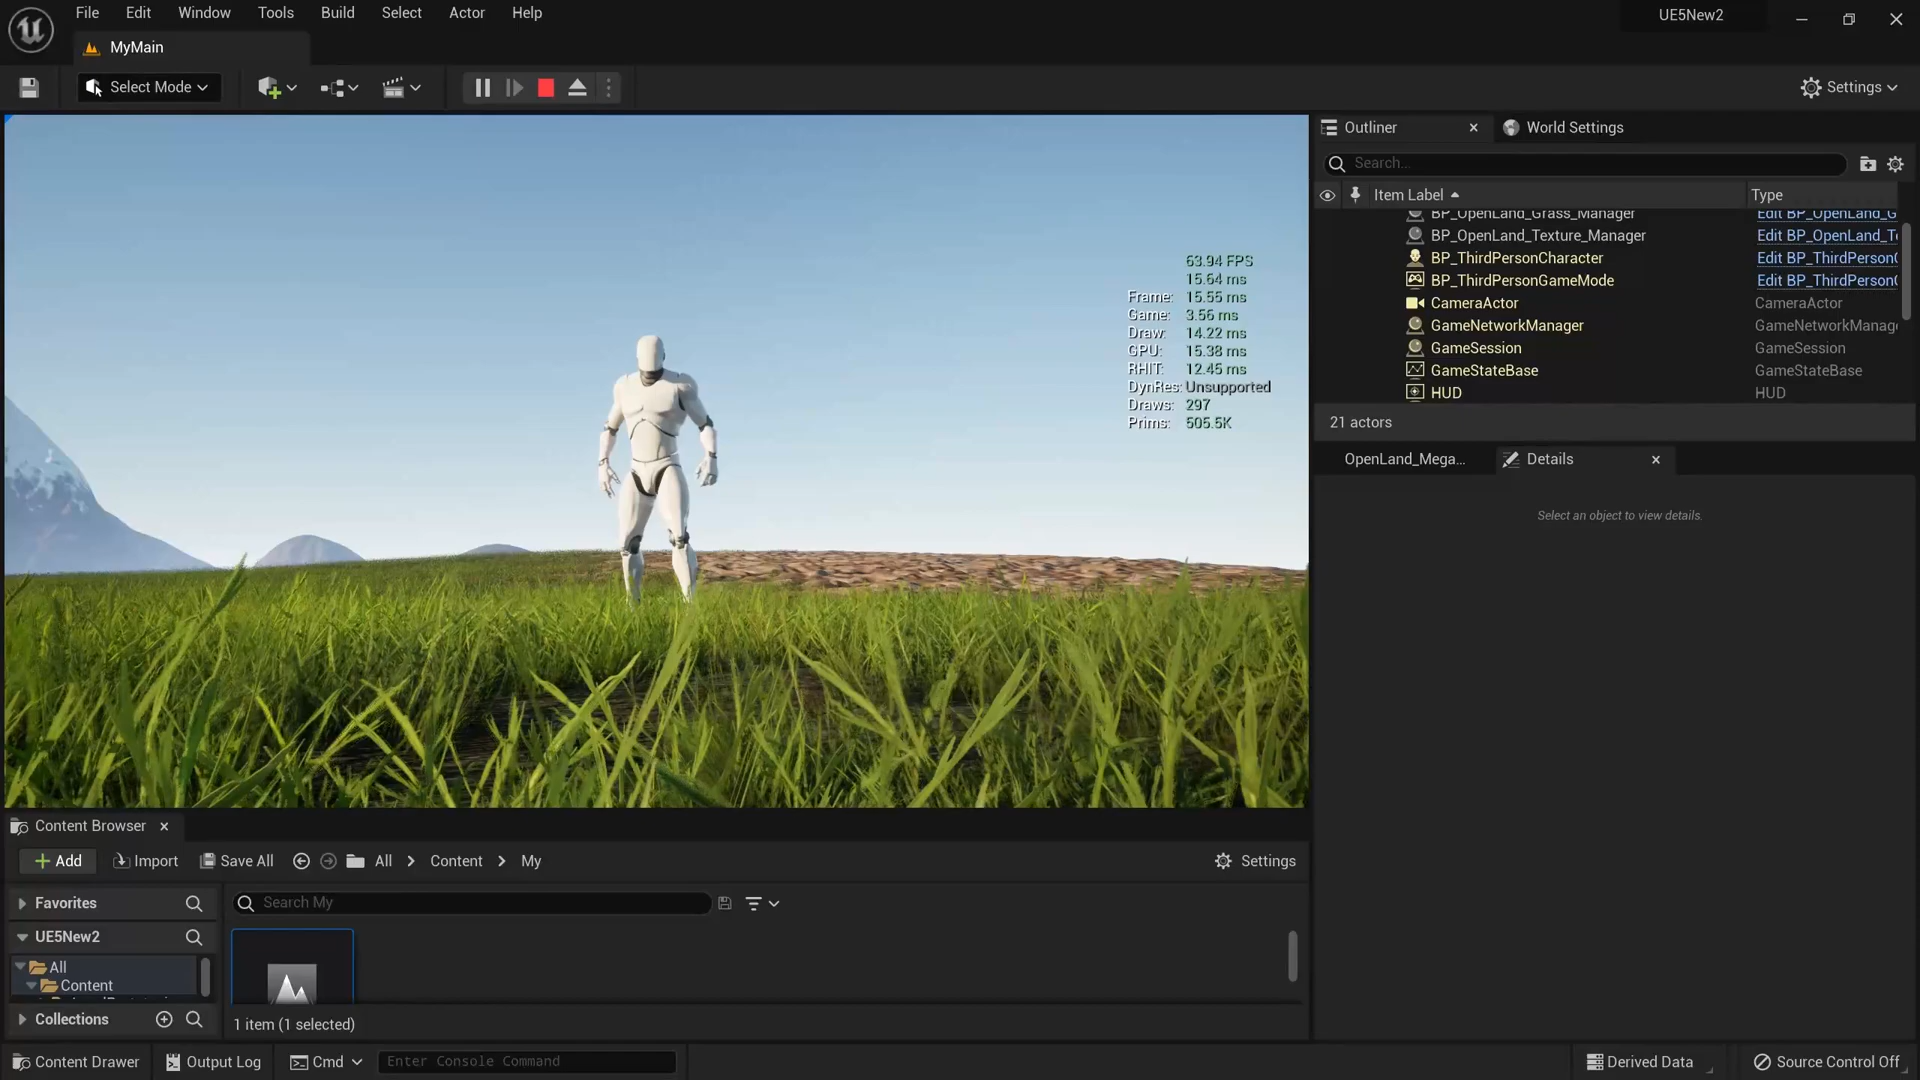 File Edit Window Tools Build Select Actor Help UE5New2
MyMain
Select Mode Settings
Outliner World Settings
Search...
Item Label Type
BP_OpenLand_Grass_Manager Edit BP_OpenLand_G
BP_OpenLand_Texture_Manager Edit BP_OpenLand_T
BP_ThirdPersonCharacter Edit BP_ThirdPerson
BP_ThirdPersonGameMode Edit BP_ThirdPerson
CameraActor CameraActor
GameNetworkManager GameNetworkManag
GameSession GameSession
GameStateBase GameStateBase
HUD HUD
21 actors
OpenLand_Mega... Details
Select an object to view details.
63.94 FPS
15.64 ms
Frame: 15.55 ms
Game: 3.56 ms
Draw: 14.22 ms
GPU: 15.38 ms
RHIT: 12.45 ms
DynRes: Unsupported
Draws: 297
Prims: 505.5K
Content Browser
Add Import Save All All Content My Settings
Favorites
Search My
UE5New2
All
Content
Collections
1 item (1 selected)
Content Drawer Output Log Cmd Enter Console Command Derived Data Source Control Off